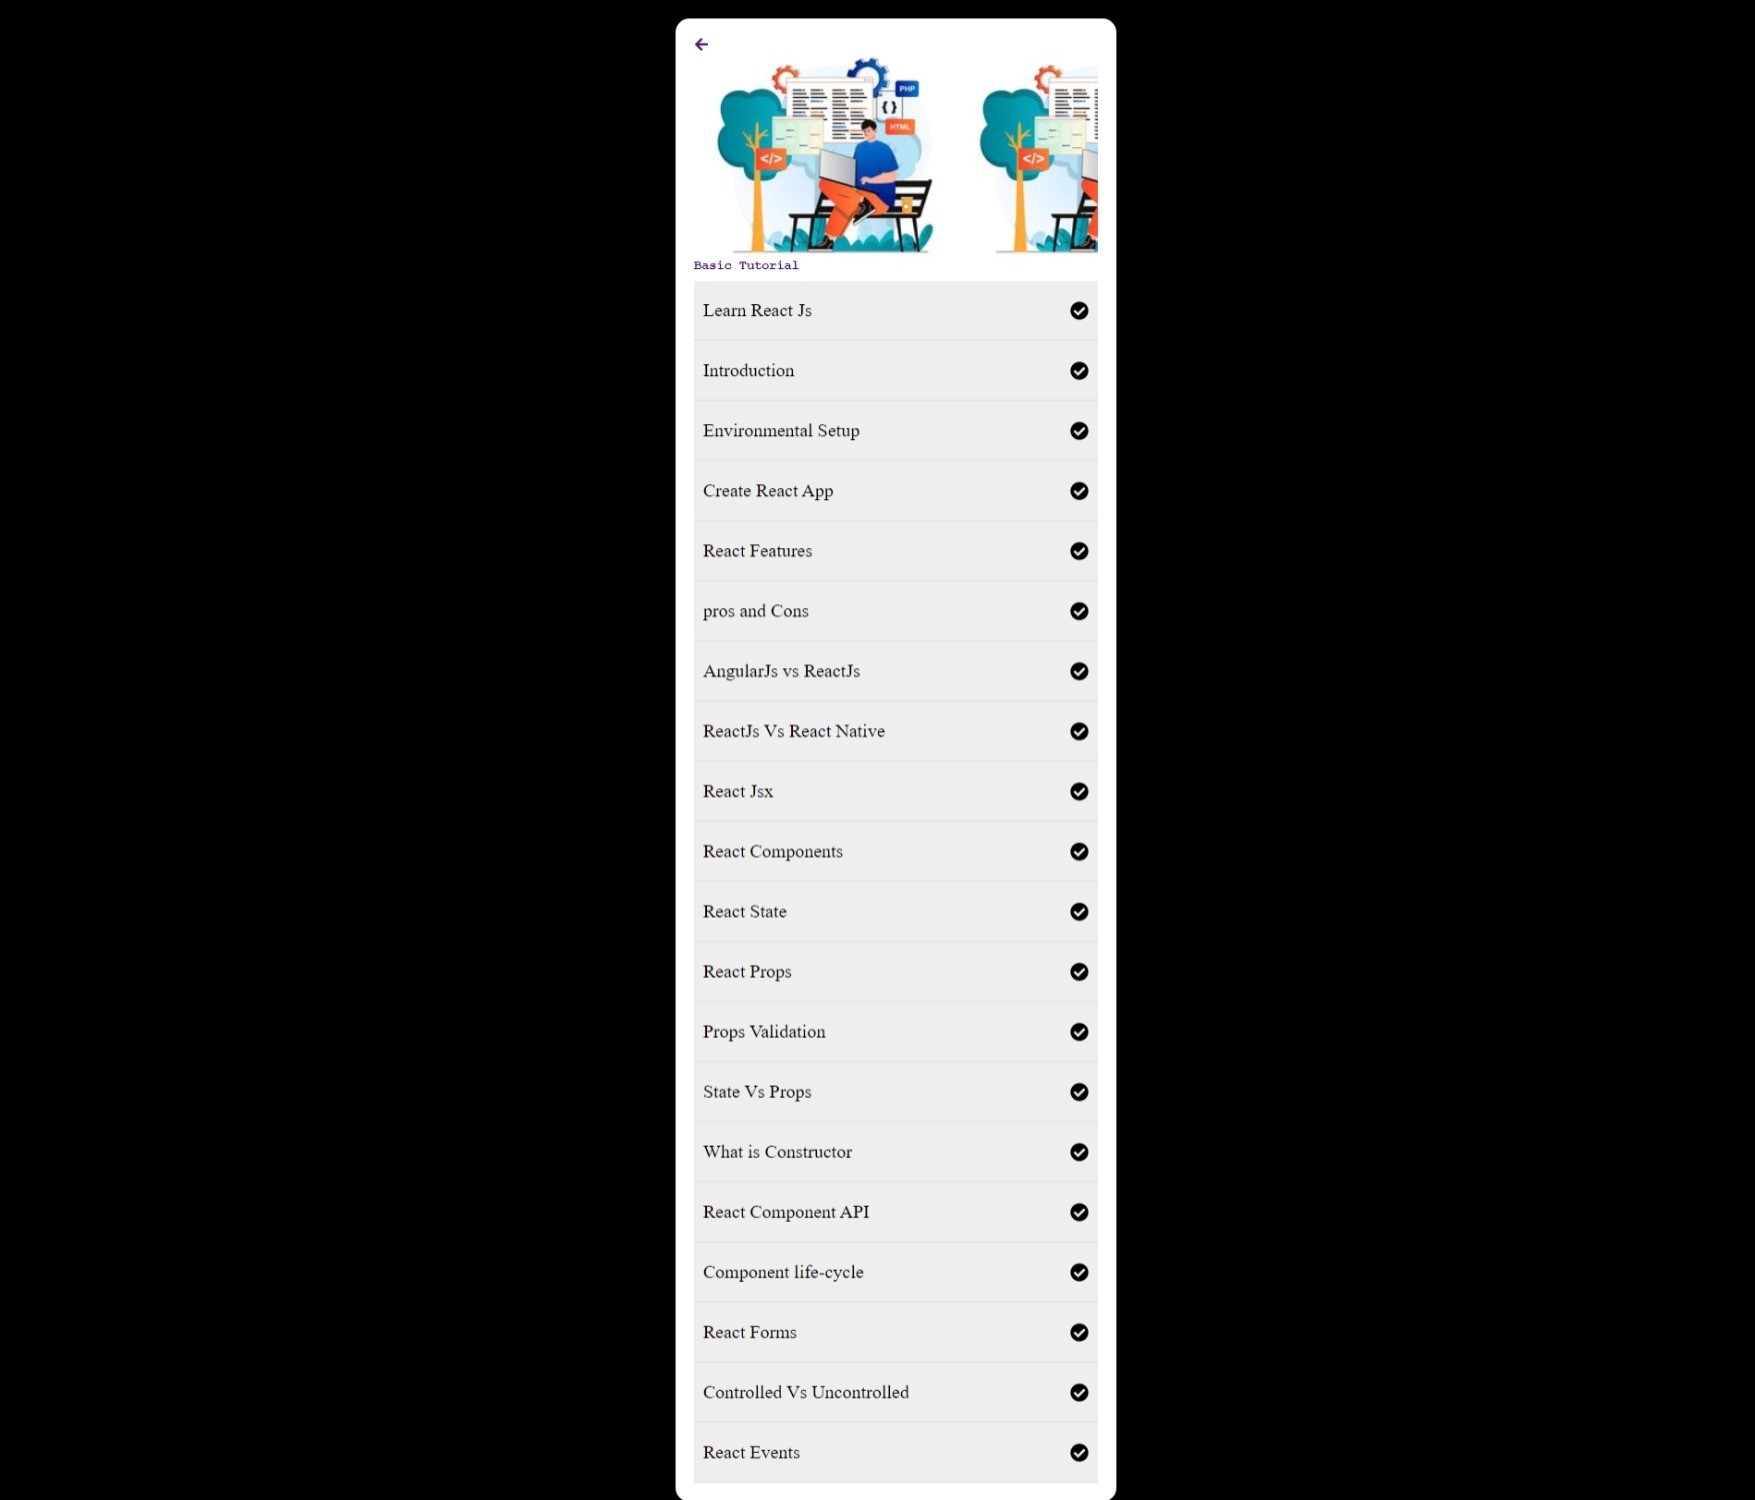 PHP
{ }
HTML
</>
</>
Basic Tutorial
Learn React Js
Introduction
Environmental Setup
Create React App
React Features
pros and Cons
AngularJs vs ReactJs
ReactJs Vs React Native
React Jsx
React Components
React State
React Props
Props Validation
State Vs Props
What is Constructor
React Component API
Component life-cycle
React Forms
Controlled Vs Uncontrolled
React Events